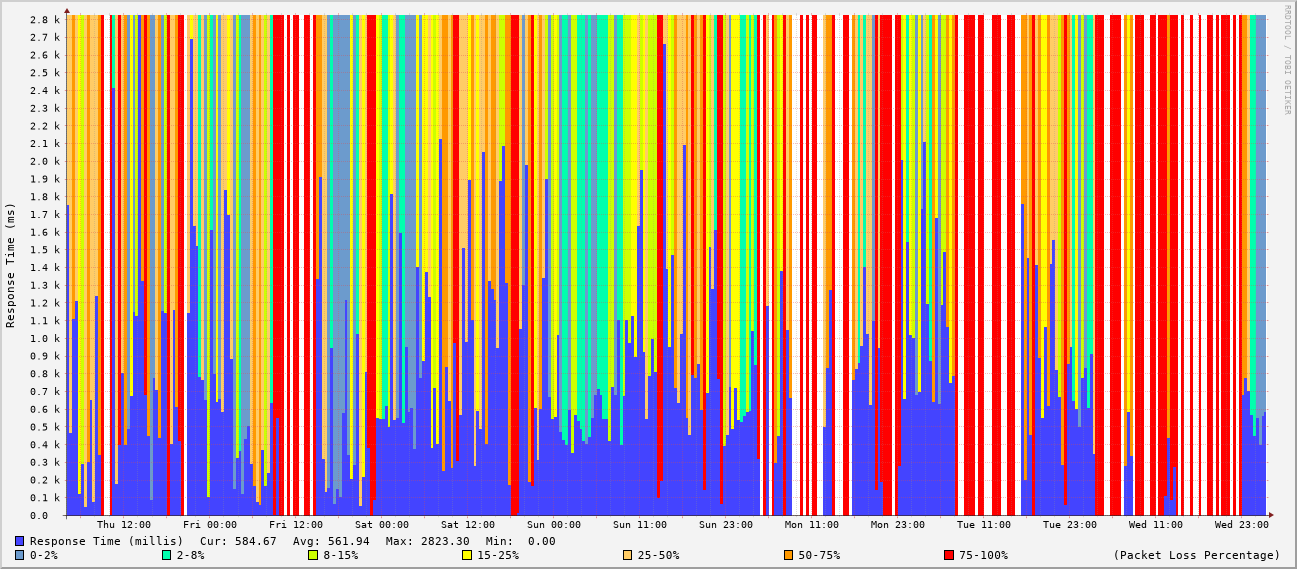 RRDTOOL / TOBI OETIKER
Response Time (ms)
2.8 k
2.7 k
2.6 k
2.5 k
2.4 k
2.3 k
2.2 k
2.1 k
2.0 k
1.9 k
1.8 k
1.7 k
1.6 k
1.5 k
1.4 k
1.3 k
1.2 k
1.1 k
1.0 k
0.9 k
0.8 k
0.7 k
0.6 k
0.5 k
0.4 k
0.3 k
0.2 k
0.1 k
0.0
Thu 12:00 Fri 00:00 Fri 12:00 Sat 00:00 Sat 12:00 Sun 00:00 Sun 11:00 Sun 23:00 Mon 11:00 Mon 23:00 Tue 11:00 Tue 23:00 Wed 11:00 Wed 23:00
Response Time (millis) Cur: 584.67 Avg: 561.94 Max: 2823.30 Min: 0.00
0-2% 2-8% 8-15% 15-25% 25-50% 50-75% 75-100% (Packet Loss Percentage)